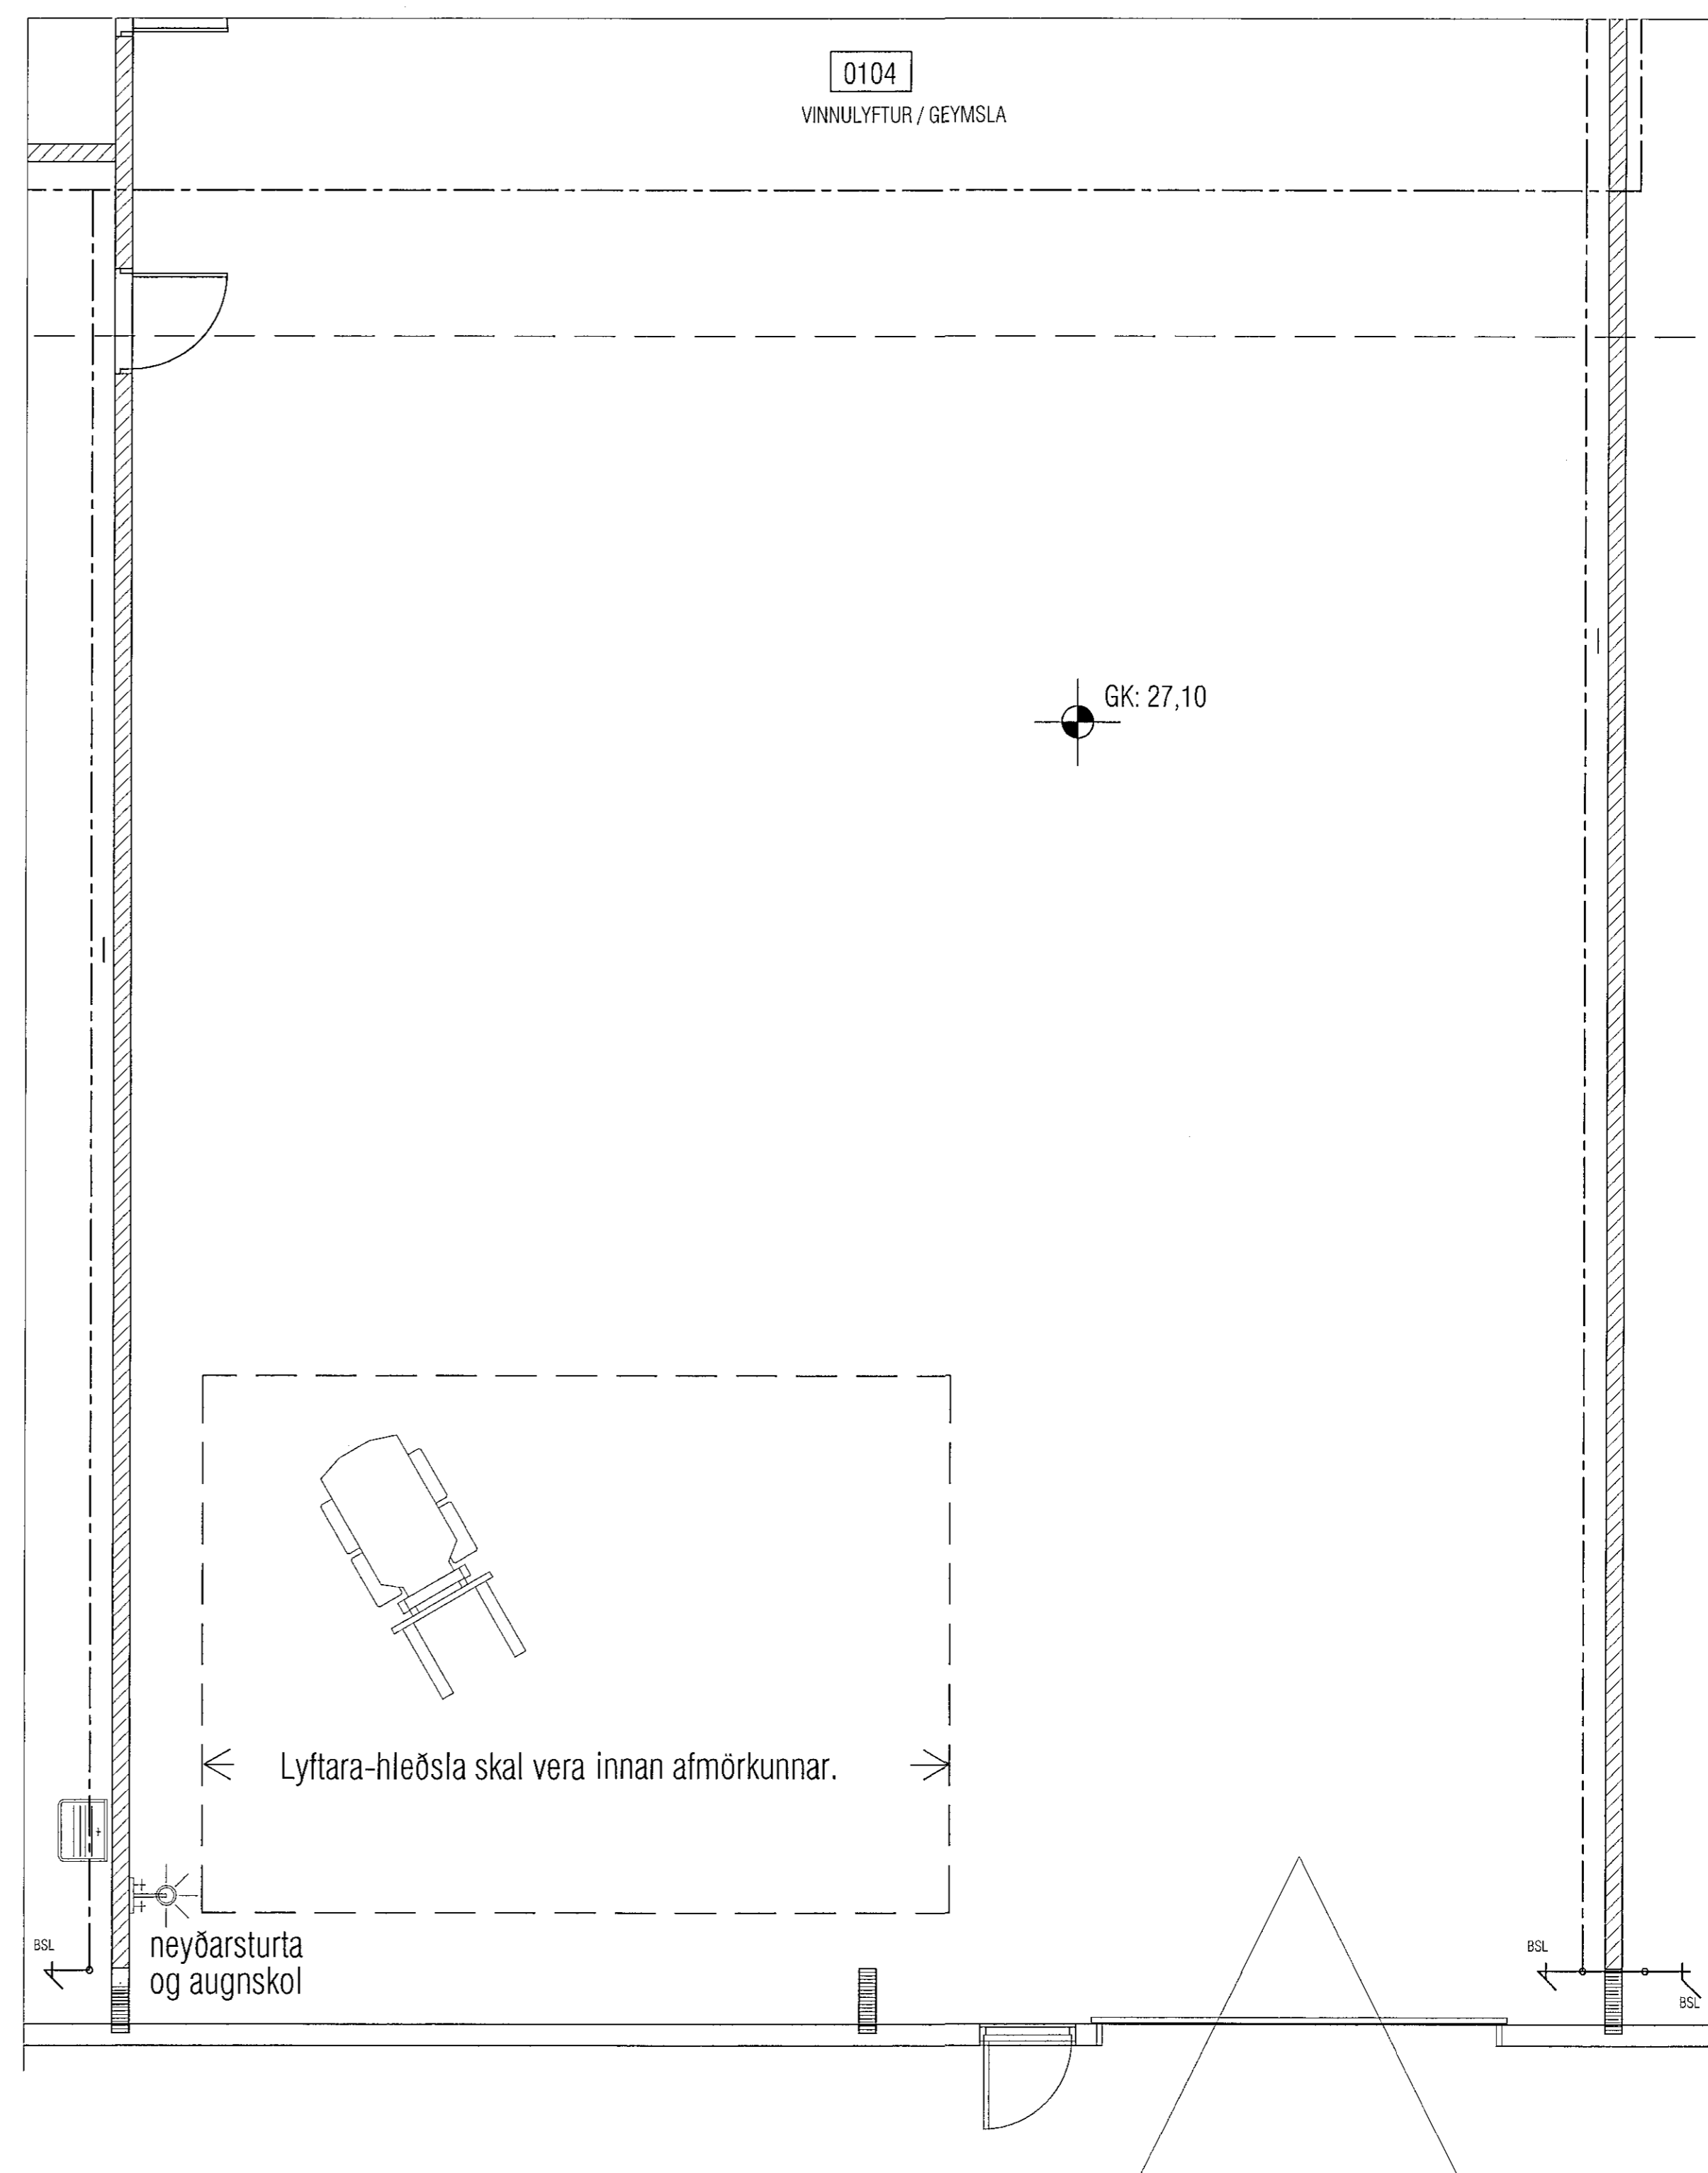 0104
VINNULYFTUR / GEYMSLA
GK: 27,10
Lyftara-hleðsla skal vera innan afmörkunnar.
neyðarsturta
og augnskol
BSL
BSL
BSL